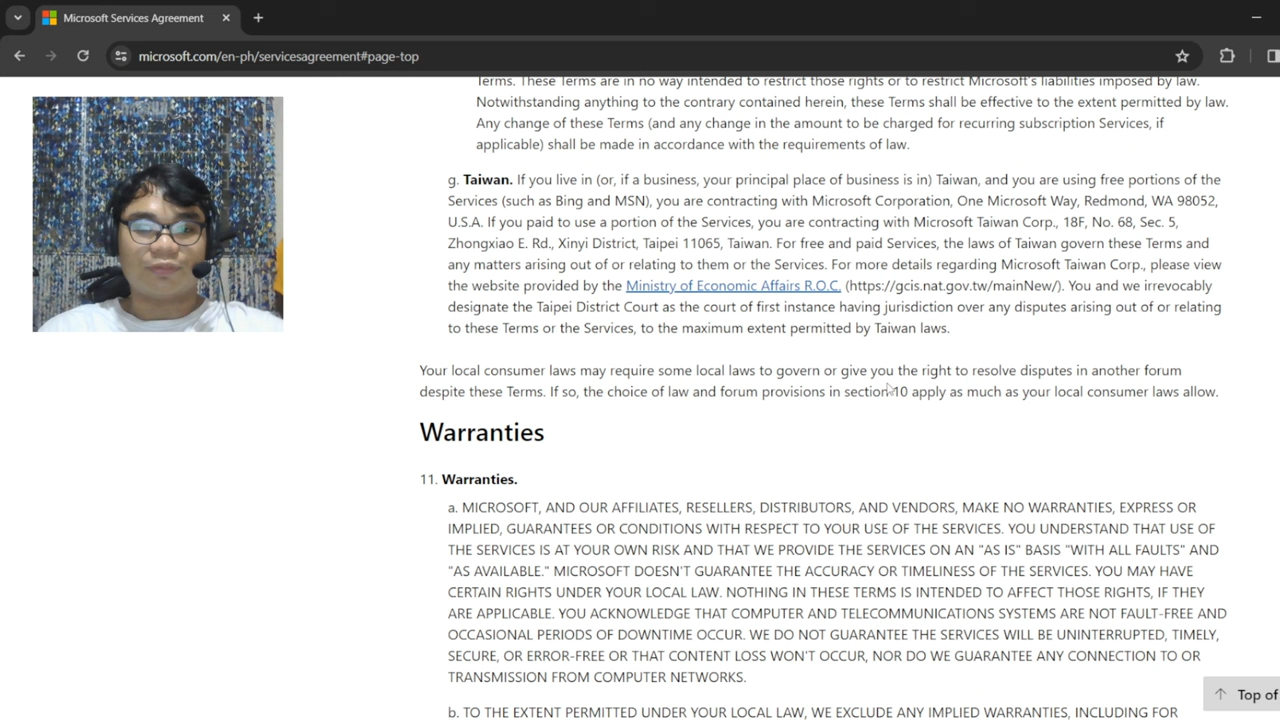 Microsoft Services Agreement
microsoft.com/en-ph/servicesagreement#page-top
Terms. These Terms are in no way intended to restrict those rights or to restrict Microsoft's liabilities imposed by law.
Notwithstanding anything to the contrary contained herein, these Terms shall be effective to the extent permitted by law.
Any change of these Terms (and any change in the amount to be charged for recurring subscription Services, if
applicable) shall be made in accordance with the requirements of law.
g. Taiwan. If you live in (or, if a business, your principal place of business is in) Taiwan, and you are using free portions of the
Services (such as Bing and MSN), you are contracting with Microsoft Corporation, One Microsoft Way, Redmond, WA 98052,
U.S.A. If you paid to use a portion of the Services, you are contracting with Microsoft Taiwan Corp., 18F, No. 68, Sec. 5,
Zhongxiao E. Rd., Xinyi District, Taipei 11065, Taiwan. For free and paid Services, the laws of Taiwan govern these Terms and
any matters arising out of or relating to them or the Services. For more details regarding Microsoft Taiwan Corp., please view
the website provided by the Ministry of Economic Affairs R.O.C. (https://gcis.nat.gov.tw/mainNew/). You and we irrevocably
designate the Taipei District Court as the court of first instance having jurisdiction over any disputes arising out of or relating
to these Terms or the Services, to the maximum extent permitted by Taiwan laws.
Your local consumer laws may require some local laws to govern or give you the right to resolve disputes in another forum
despite these Terms. If so, the choice of law and forum provisions in section 10 apply as much as your local consumer laws allow.
Warranties
11. Warranties.
a. MICROSOFT, AND OUR AFFILIATES, RESELLERS, DISTRIBUTORS, AND VENDORS, MAKE NO WARRANTIES, EXPRESS OR
IMPLIED, GUARANTEES OR CONDITIONS WITH RESPECT TO YOUR USE OF THE SERVICES. YOU UNDERSTAND THAT USE OF
THE SERVICES IS AT YOUR OWN RISK AND THAT WE PROVIDE THE SERVICES ON AN "AS IS" BASIS "WITH ALL FAULTS" AND
"AS AVAILABLE." MICROSOFT DOESN'T GUARANTEE THE ACCURACY OR TIMELINESS OF THE SERVICES. YOU MAY HAVE
CERTAIN RIGHTS UNDER YOUR LOCAL LAW. NOTHING IN THESE TERMS IS INTENDED TO AFFECT THOSE RIGHTS, IF THEY
ARE APPLICABLE. YOU ACKNOWLEDGE THAT COMPUTER AND TELECOMMUNICATIONS SYSTEMS ARE NOT FAULT-FREE AND
OCCASIONAL PERIODS OF DOWNTIME OCCUR. WE DO NOT GUARANTEE THE SERVICES WILL BE UNINTERRUPTED, TIMELY,
SECURE, OR ERROR-FREE OR THAT CONTENT LOSS WON'T OCCUR, NOR DO WE GUARANTEE ANY CONNECTION TO OR
TRANSMISSION FROM COMPUTER NETWORKS.
Top of
b. TO THE EXTENT PERMITTED UNDER YOUR LOCAL LAW, WE EXCLUDE ANY IMPLIED WARRANTIES, INCLUDING FOR